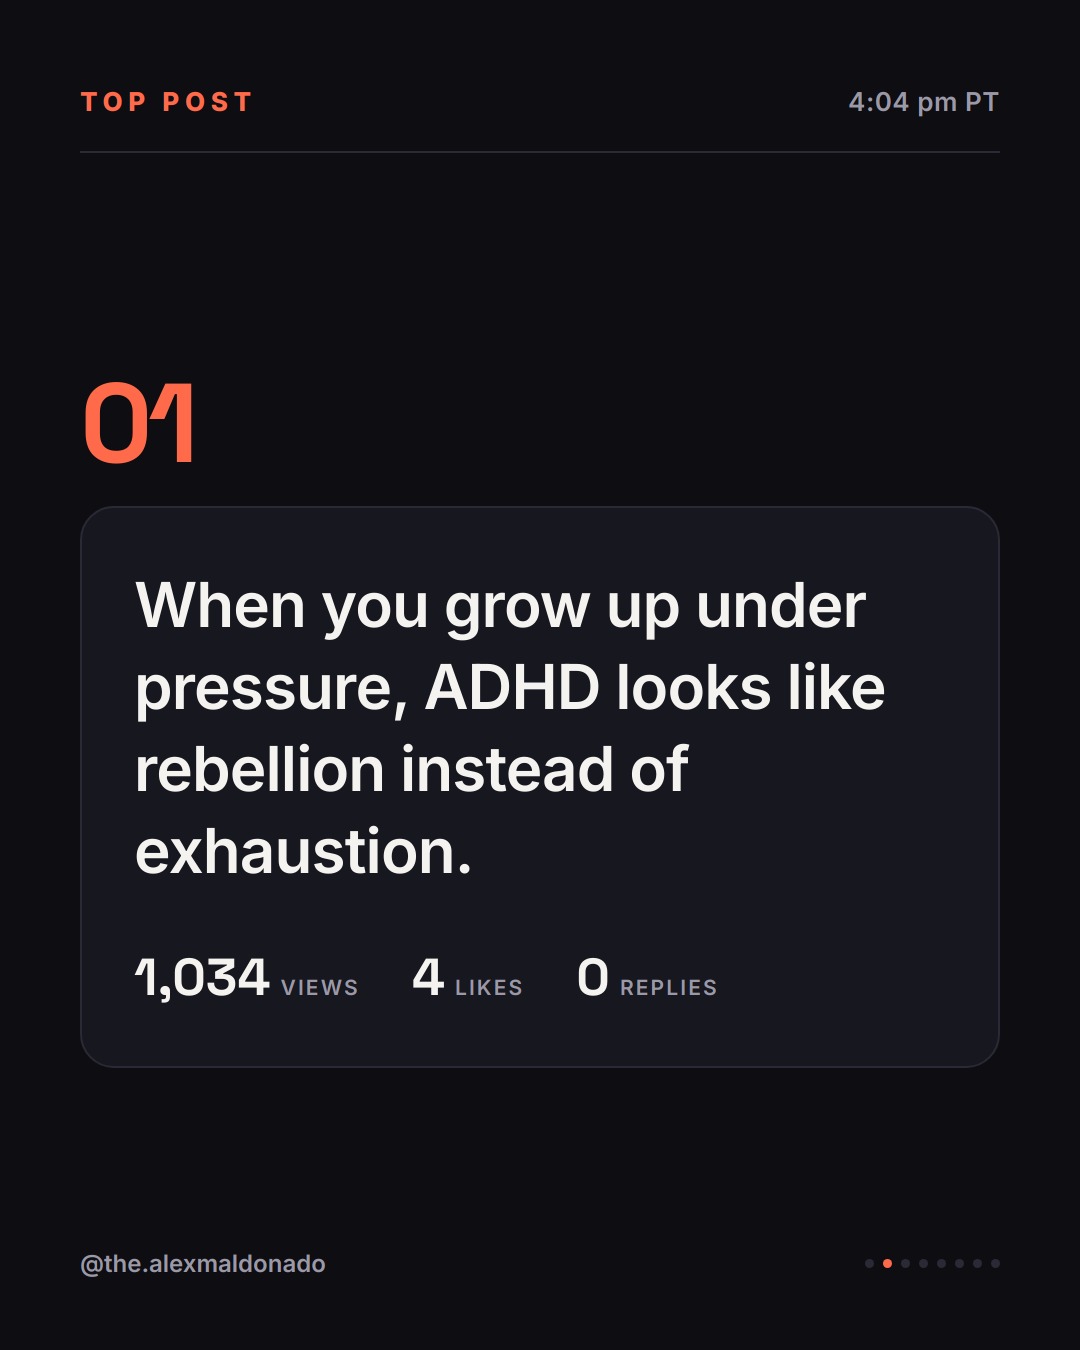 TOP POST
4:04 pm PT
01
When you grow up under
pressure, ADHD looks like
rebellion instead of
exhaustion.
1,034 VIEWS 4 LIKES 0 REPLIES
@the.alexmaldonado